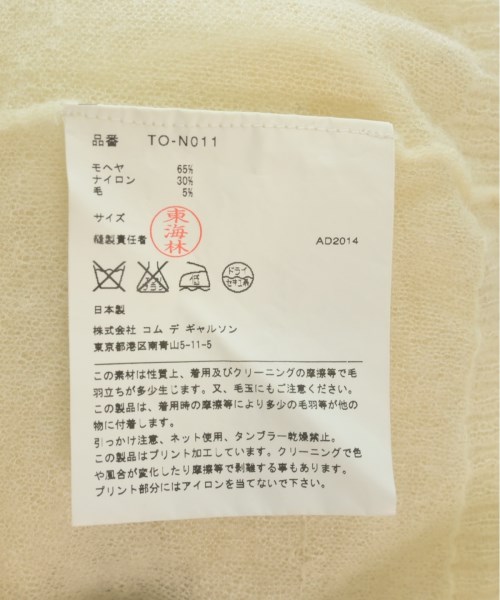 品番 TO-N011
モヘヤ 65%
ナイロン 30%
毛 5%
サイズ
東海林
縫製責任者
AD2014
低
ドライ
セキユ系
日本製
株式会社 コム デ ギャルソン
東京都港区南青山5-11-5
この素材は性質上、着用及びクリーニングの摩擦等で毛
羽立ちが多少生じます。又、毛玉にもご注意ください。
この製品は、着用時の摩擦等により多少の毛羽等が他の
物に付着します。
引っかけ注意、ネット使用、タンブラー乾燥禁止。
この製品はプリント加工しています。クリーニングで色
や風合が変化したり摩擦等で剥離する事もあります。
プリント部分にはアイロンを当てないで下さい。